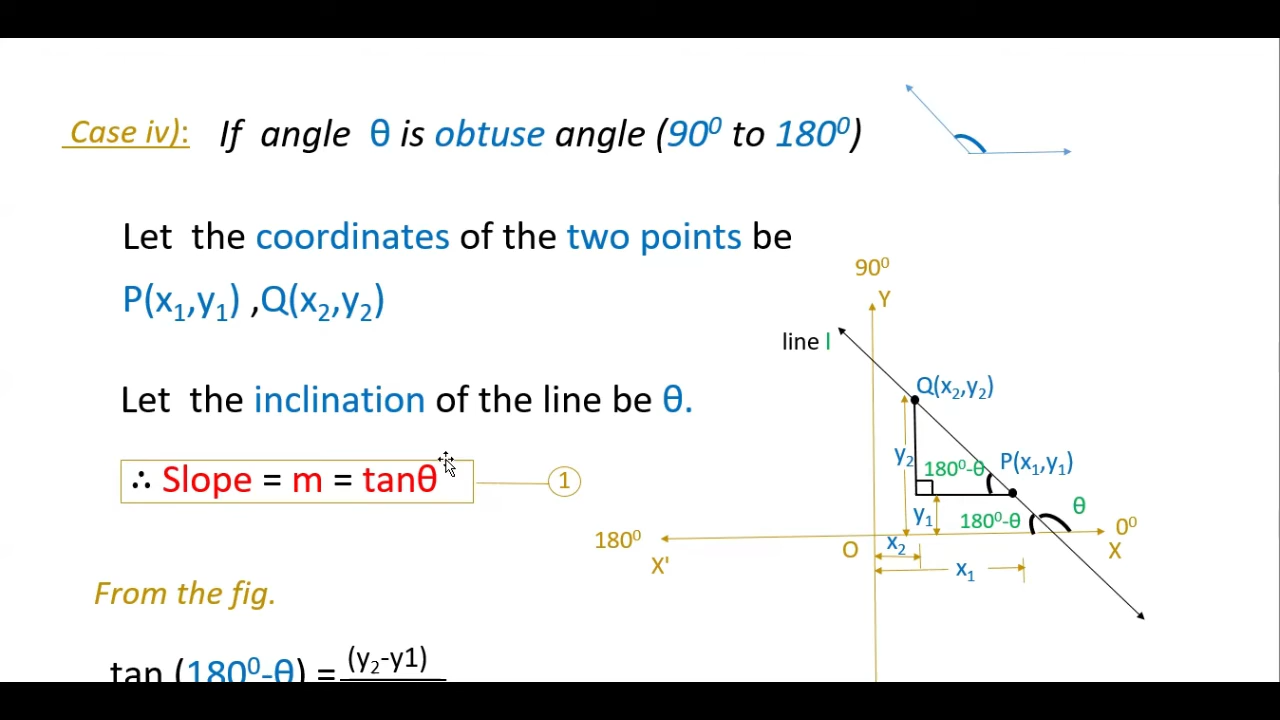 Case iv): If angle θ is obtuse angle (90⁰ to 180⁰)
Let the coordinates of the two points be
P(x₁,y₁) ,Q(x₂,y₂)
Let the inclination of the line be θ.
∴ Slope = m = tanθ
1
From the fig.
tan (180⁰-θ) = (y₂-y1)
90⁰
Y
line l
Q(x₂,y₂)
y₂
180⁰-θ
P(x₁,y₁)
y₁
180⁰-θ
θ
180⁰
X'
O
x₂
0⁰
X
x₁